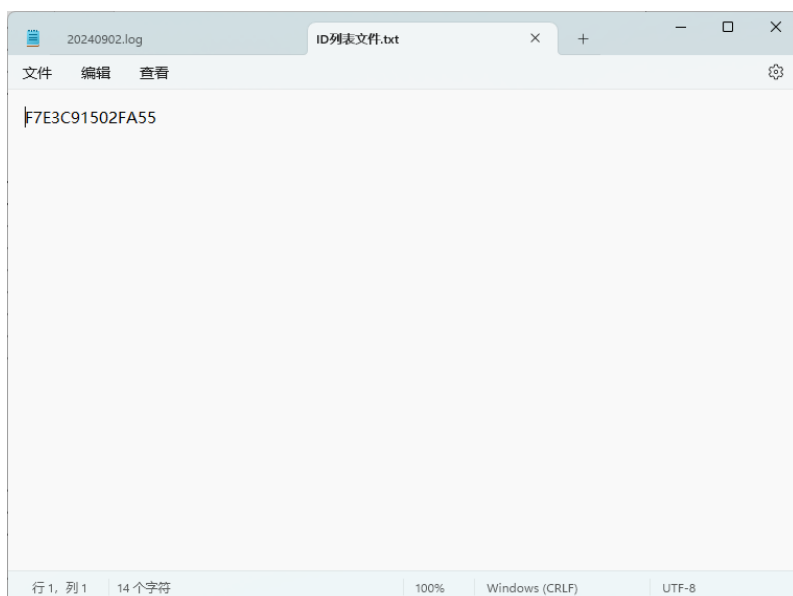 20240902.log
ID列表文件.txt
文件 编辑 查看
F7E3C91502FA55
行 1, 列 1 14 个字符 100% Windows (CRLF) UTF-8